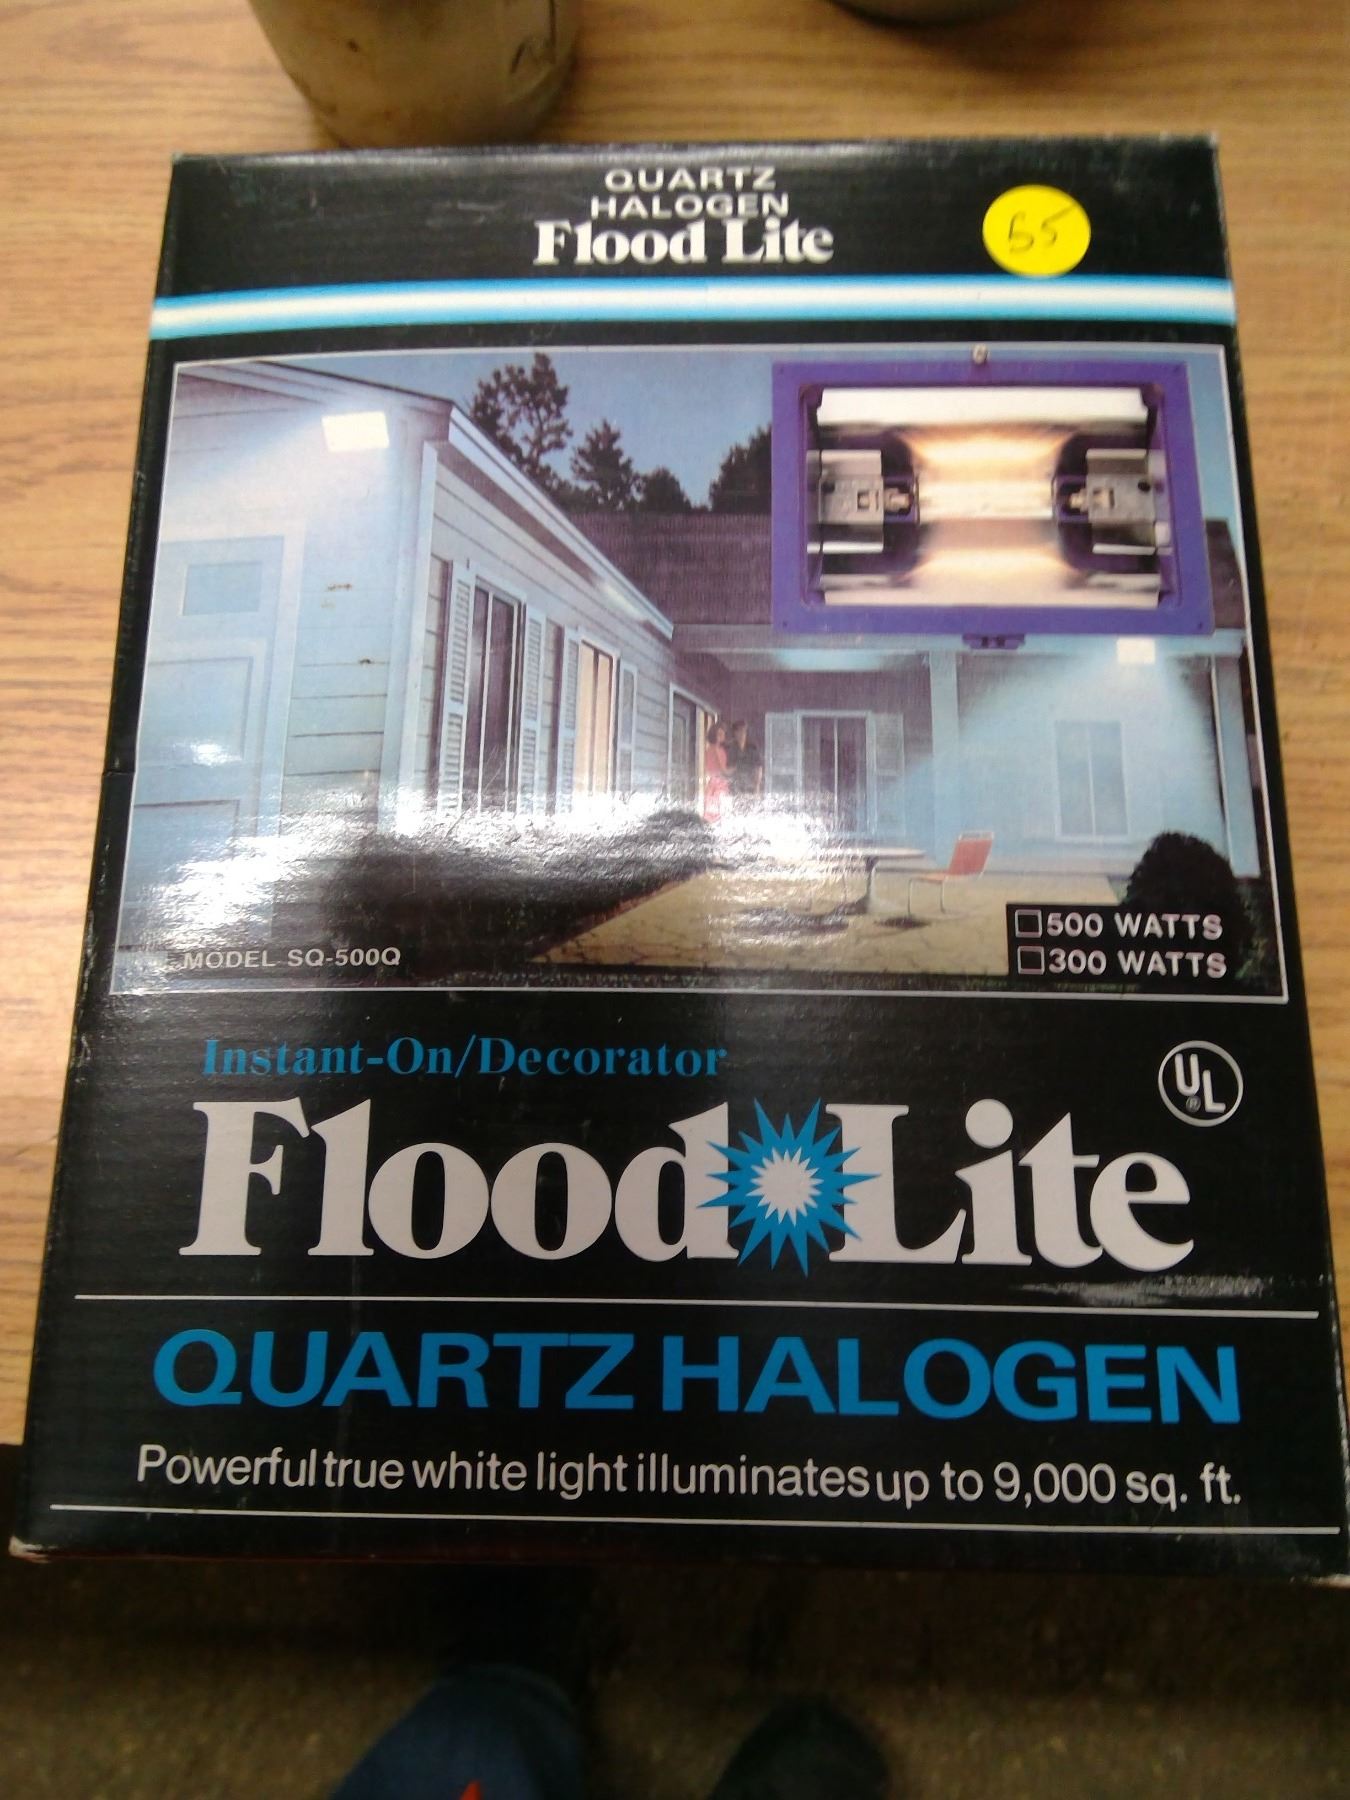 QUARTZ
HALOGEN
Flood Lite
MODEL SQ-500Q
500 WATTS
300 WATTS
Instant-On/Decorator
UL
®
Flood Lite
QUARTZ HALOGEN
Powerful true white light illuminates up to 9,000 sq. ft.